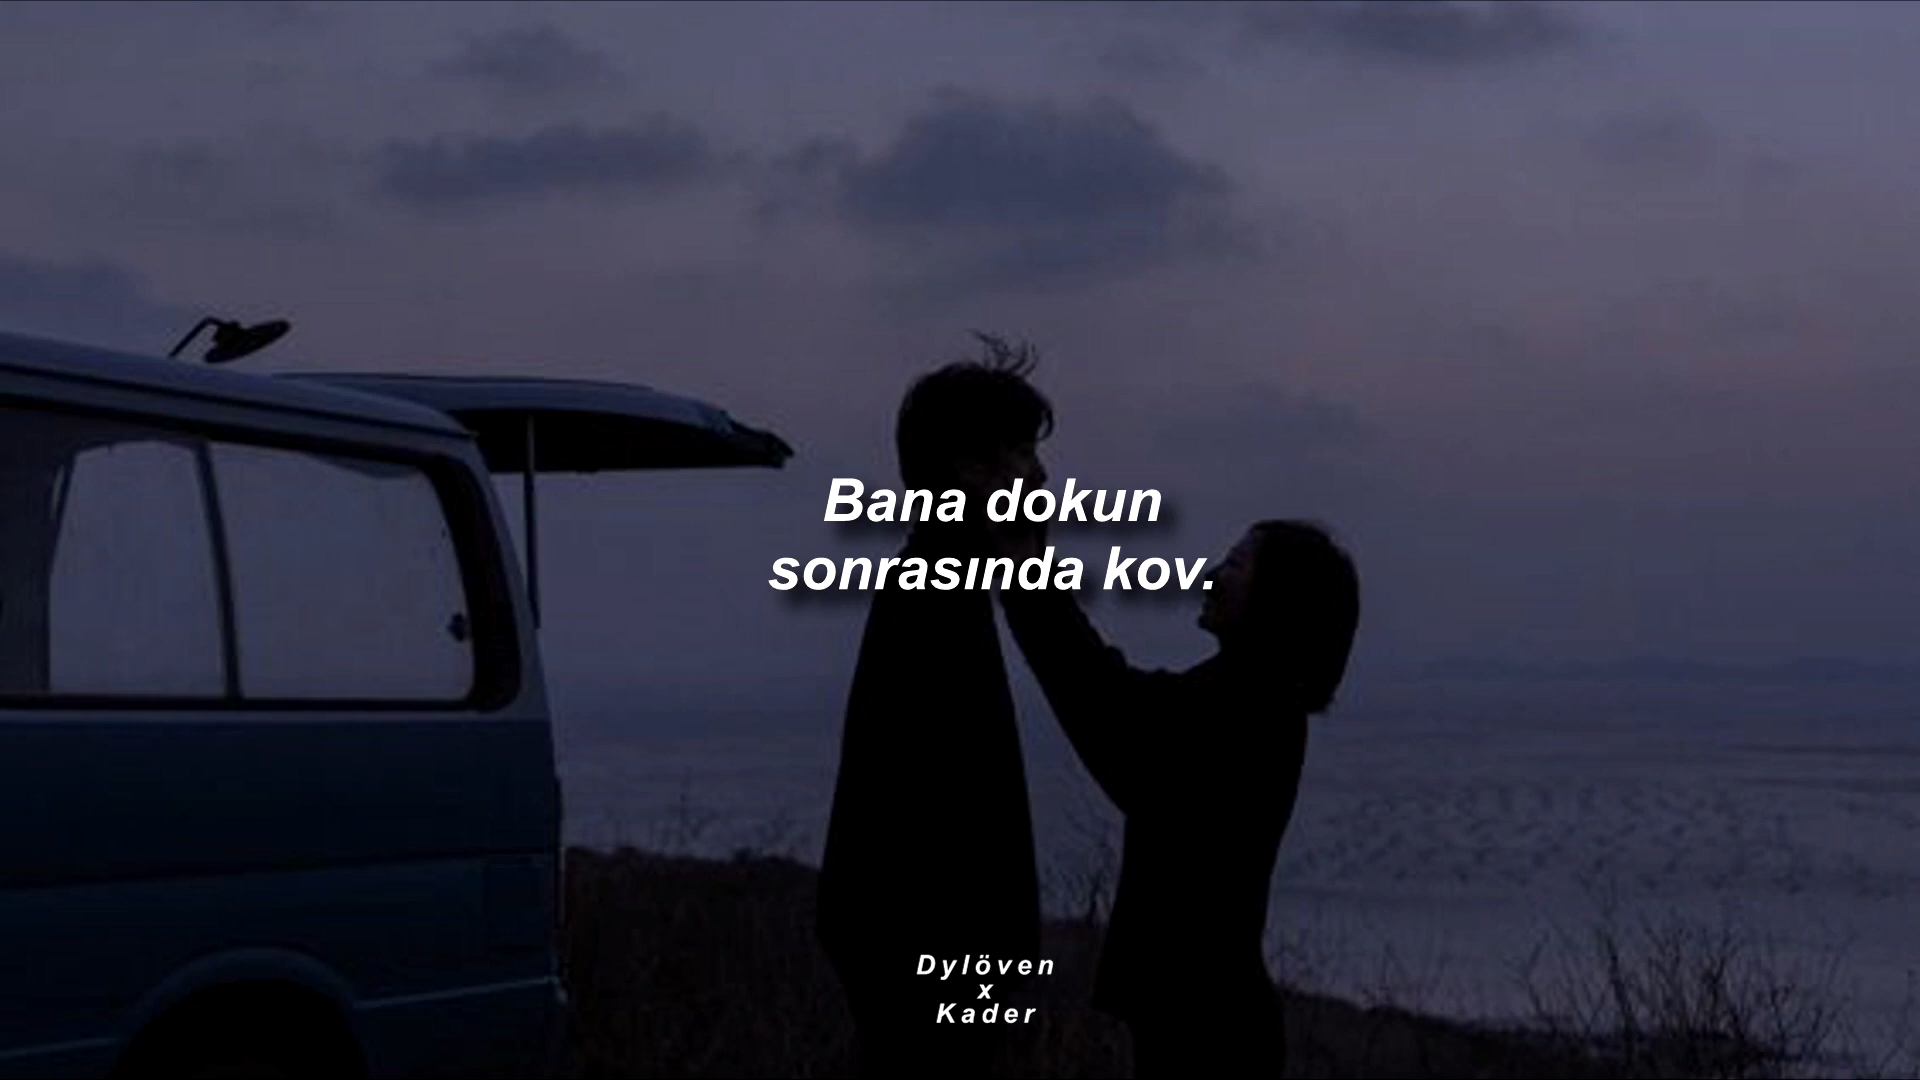 Bana dokun
sonrasında kov.
Dylöven
x
Kader